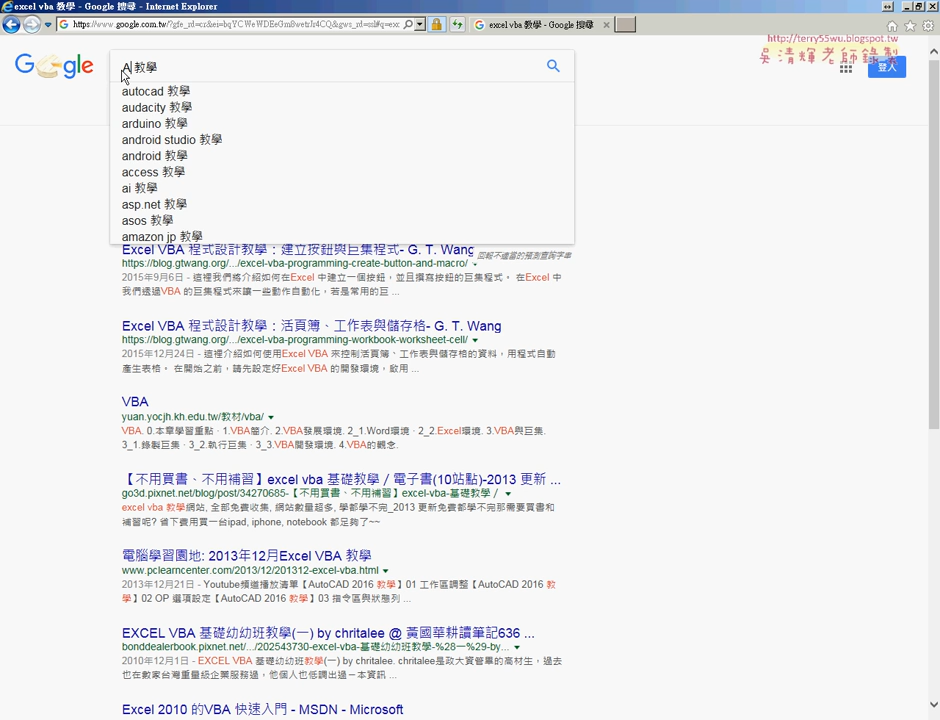 excel vba 教學 - Google 搜尋 - Internet Explorer
https://www.google.com.tw/?gfe_rd=cr&ei=
excel vba 教學 - Google 搜尋
http://terry55wu.blogspot.tw
吳清輝老師錄製
Google
A 教學
登入
autocad 教學
audacity 教學
arduino 教學
android studio 教學
android 教學
access 教學
ai 教學
asp.net 教學
asos 教學
amazon jp 教學
回報不適當的預測查詢字串
Excel VBA 程式設計教學：建立按鈕與巨集程式- G. T. Wang
https://blog.gtwang.org/.../excel-vba-programming-create-button-and-macro/
2015年9月6日 - 這裡我們將介紹如何在Excel 中建立一個按鈕，並且撰寫按鈕的巨集程式。 在Excel 中
我們透過VBA 的巨集程式來讓一些動作自動化，若是常用的巨 ...
Excel VBA 程式設計教學：活頁簿、工作表與儲存格- G. T. Wang
https://blog.gtwang.org/.../excel-vba-programming-workbook-worksheet-cell/
2015年12月24日 - 這裡介紹如何使用Excel VBA 來控制活頁簿、工作表與儲存格的資料，用程式自動
產生表格。 在開始之前，請先設定好Excel VBA 的開發環境，啟用 ...
VBA
yuan.yocjh.kh.edu.tw/教材/vba/
VBA. 0.本章學習重點 · 1.VBA簡介. 2.VBA發展環境. 2_1.Word環境 · 2_2.Excel環境. 3.VBA與巨集.
3_1.錄製巨集 · 3_2.執行巨集 · 3_3.VBA開發環境. 4.VBA的觀念.
【不用買書、不用補習】excel vba 基礎教學 / 電子書(10站點)-2013 更新 ...
go3d.pixnet.net/blog/post/34270685-【不用買書、不用補習】excel-vba-基礎教學 /
excel vba 教學網站, 全部免費收集, 網站數量超多, 學都學不完_2013 更新免費都學不完那需要買書和
補習呢? 省下費用買一台ipad, iphone, notebook 都足夠了~~
電腦學習園地: 2013年12月Excel VBA 教學
www.pclearncenter.com/2013/12/201312-excel-vba.html
2013年12月21日 - Youtube頻道播放清單【AutoCAD 2016 教學】01 工作區調整【AutoCAD 2016 教
學】02 OP 選項設定【AutoCAD 2016 教學】03 指令區與狀態列 ...
EXCEL VBA 基礎幼幼班教學(一) by chritalee @ 黃國華耕讀筆記636 ...
bonddealerbook.pixnet.net/.../202543730-excel-vba-基礎幼幼班教學-%28一%29-by...
2010年12月1日 - EXCEL VBA 基礎幼幼班教學(一) by chritalee. chritalee是政大資管畢的高材生，過去
也在數家台灣重量級企業服務過，他個人也低調出過一本資訊 ...
Excel 2010 的VBA 快速入門 - MSDN - Microsoft